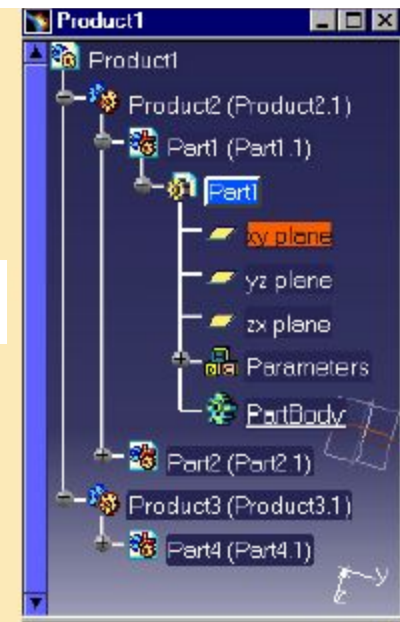 Product1
Product1
Product2 (Product2.1)
Part1 (Part1.1)
Part1
xy plane
yz plane
zx plane
Parameters
PartBody
Part2 (Part2.1)
Product3 (Product3.1)
Part4 (Part4.1)
y
z